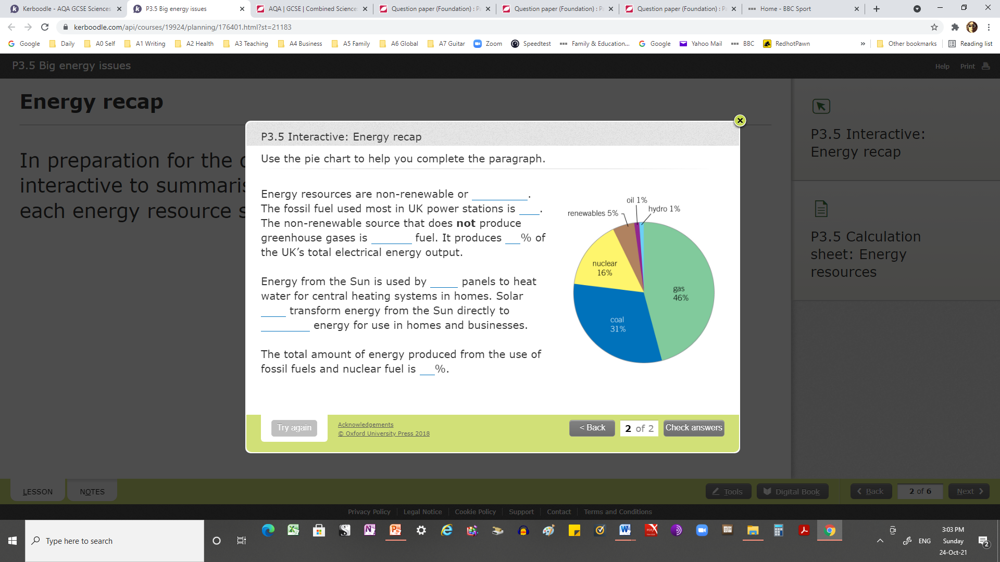 Kerboodle - AQA GCSE Sciences
P3.5 Big energy issues
AQA | GCSE | Combined Science
Question paper (Foundation) : P
Question paper (Foundation) : P
Question paper (Foundation) : P
Home - BBC Sport
kerboodle.com/api/courses/19924/planning/176401.html?st=21183
Google Daily A0 Self A1 Writing A2 Health A3 Teaching A4 Business A5 Family A6 Global A7 Guitar Zoom Speedtest Family & Education... Google Yahoo Mail BBC RedhotPawn » Other bookmarks Reading list
P3.5 Big energy issues
Help Print
Energy recap
In preparation for the
interactive to summaris
each energy resource s
P3.5 Interactive: Energy recap
Use the pie chart to help you complete the paragraph.
Energy resources are non-renewable or ________.
The fossil fuel used most in UK power stations is ___.
The non-renewable source that does not produce
greenhouse gases is ______ fuel. It produces __% of
the UK’s total electrical energy output.
Energy from the Sun is used by ____ panels to heat
water for central heating systems in homes. Solar
____ transform energy from the Sun directly to
_______ energy for use in homes and businesses.
The total amount of energy produced from the use of
fossil fuels and nuclear fuel is __%.
oil 1%
hydro 1%
renewables 5%
nuclear
16%
gas
46%
coal
31%
Try again
Acknowledgements
© Oxford University Press 2018
< Back
2 of 2
Check answers
P3.5 Interactive:
Energy recap
P3.5 Calculation
sheet: Energy
resources
LESSON NOTES
Tools Digital Book Back 2 of 6 Next
Privacy Policy Legal Notice Cookie Policy Support Contact Terms and Conditions
Type here to search
ENG
3:03 PM
Sunday
24-Oct-21
2